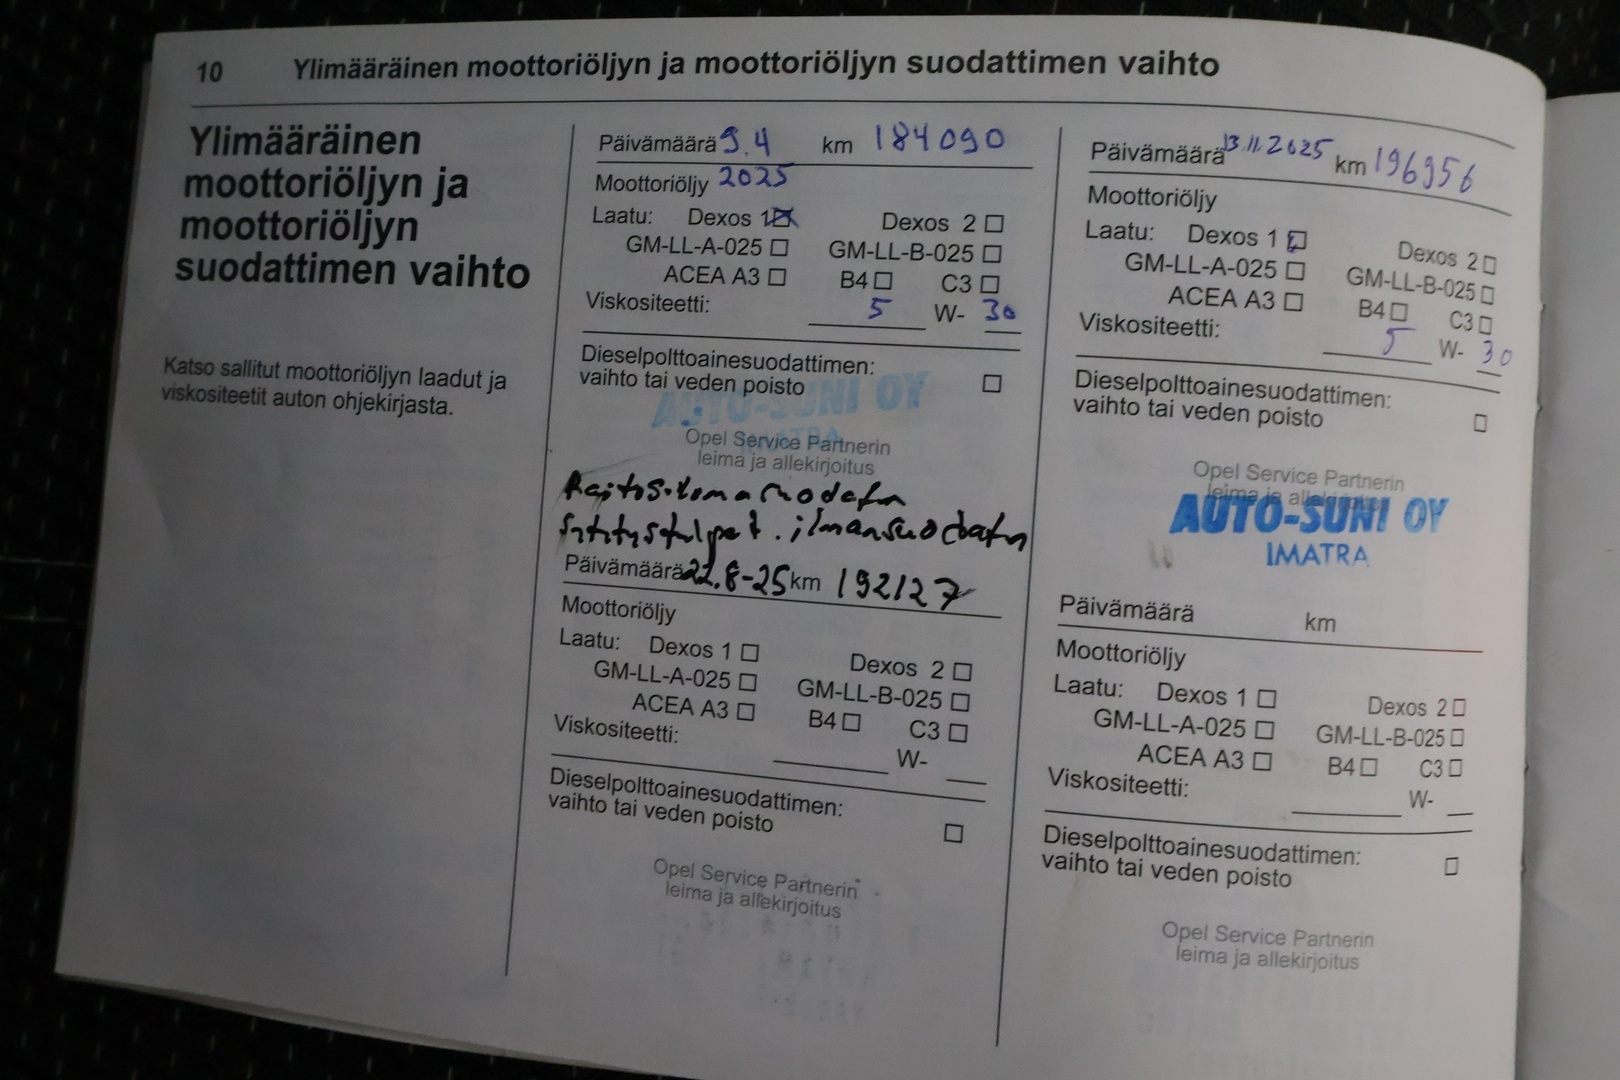 10 Ylimääräinen moottoriöljyn ja moottoriöljyn suodattimen vaihto
Ylimääräinen
moottoriöljyn ja
moottoriöljyn
suodattimen vaihto
Katso sallitut moottoriöljyn laadut ja
viskositeetit auton ohjekirjasta.
Päivämäärä 9.4 km 184090
Moottoriöljy 2025
Laatu: Dexos 1 ☒ Dexos 2 ☐
GM-LL-A-025 ☐ GM-LL-B-025 ☐
ACEA A3 ☐ B4 ☐ C3 ☐
Viskositeetti: 5 W- 30
Dieselpolttoainesuodattimen:
vaihto tai veden poisto ☐
AUTO-SUNI OY
IMATRA
Opel Service Partnerin
leima ja allekirjoitus
sytytystulpat. ilmansuodatin
Päivämäärä 22.8-25 km 192127
Moottoriöljy
Laatu: Dexos 1 ☐ Dexos 2 ☐
GM-LL-A-025 ☐ GM-LL-B-025 ☐
ACEA A3 ☐ B4 ☐ C3 ☐
Viskositeetti: W-
Dieselpolttoainesuodattimen:
vaihto tai veden poisto ☐
Opel Service Partnerin
leima ja allekirjoitus
Päivämäärä 13.11.2025 km 196956
Moottoriöljy
Laatu: Dexos 1 ☒ Dexos 2 ☐
GM-LL-A-025 ☐ GM-LL-B-025 ☐
ACEA A3 ☐ B4 ☐ C3 ☐
Viskositeetti: 5 W- 30
Dieselpolttoainesuodattimen:
vaihto tai veden poisto ☐
Opel Service Partnerin
leima ja allekirjoitus
AUTO-SUNI OY
IMATRA
Päivämäärä km
Moottoriöljy
Laatu: Dexos 1 ☐ Dexos 2 ☐
GM-LL-A-025 ☐ GM-LL-B-025 ☐
ACEA A3 ☐ B4 ☐ C3 ☐
Viskositeetti: W-
Dieselpolttoainesuodattimen:
vaihto tai veden poisto ☐
Opel Service Partnerin
leima ja allekirjoitus